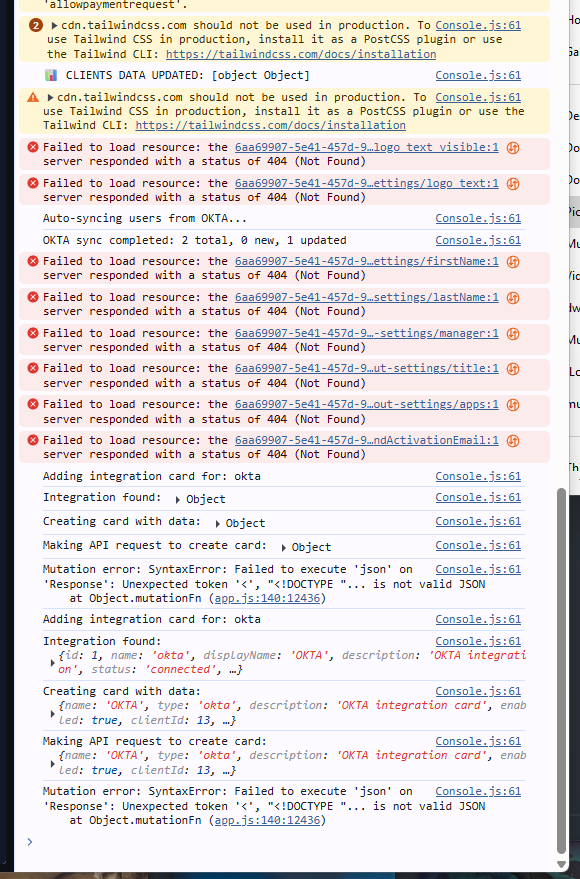 'allowpaymentrequest'.
2 ▶cdn.tailwindcss.com should not be used in production. To Console.js:61
use Tailwind CSS in production, install it as a PostCSS plugin or use
the Tailwind CLI: https://tailwindcss.com/docs/installation
📊 CLIENTS DATA UPDATED: [object Object] Console.js:61
▶cdn.tailwindcss.com should not be used in production. To Console.js:61
use Tailwind CSS in production, install it as a PostCSS plugin or use the
Tailwind CLI: https://tailwindcss.com/docs/installation
Failed to load resource: the 6aa69907-5e41-457d-9…logo_text_visible:1
server responded with a status of 404 (Not Found)
Failed to load resource: the 6aa69907-5e41-457d-9…ettings/logo_text:1
server responded with a status of 404 (Not Found)
Auto-syncing users from OKTA... Console.js:61
OKTA sync completed: 2 total, 0 new, 1 updated Console.js:61
Failed to load resource: the 6aa69907-5e41-457d-9…ettings/firstName:1
server responded with a status of 404 (Not Found)
Failed to load resource: the 6aa69907-5e41-457d-9…settings/lastName:1
server responded with a status of 404 (Not Found)
Failed to load resource: the 6aa69907-5e41-457d-9…-settings/manager:1
server responded with a status of 404 (Not Found)
Failed to load resource: the 6aa69907-5e41-457d-9…ut-settings/title:1
server responded with a status of 404 (Not Found)
Failed to load resource: the 6aa69907-5e41-457d-9…out-settings/apps:1
server responded with a status of 404 (Not Found)
Failed to load resource: the 6aa69907-5e41-457d-9…ndActivationEmail:1
server responded with a status of 404 (Not Found)
Adding integration card for: okta Console.js:61
Integration found: ▶ Object Console.js:61
Creating card with data: ▶ Object Console.js:61
Making API request to create card: ▶ Object Console.js:61
Mutation error: SyntaxError: Failed to execute 'json' on Console.js:61
'Response': Unexpected token '<', "<!DOCTYPE "... is not valid JSON
at Object.mutationFn (app.js:140:12436)
Adding integration card for: okta Console.js:61
Integration found: Console.js:61
{id: 1, name: 'okta', displayName: 'OKTA', description: 'OKTA integrati
on', status: 'connected', …}
Creating card with data: Console.js:61
{name: 'OKTA', type: 'okta', description: 'OKTA integration card', enab
led: true, clientId: 13, …}
Making API request to create card: Console.js:61
{name: 'OKTA', type: 'okta', description: 'OKTA integration card', enab
led: true, clientId: 13, …}
Mutation error: SyntaxError: Failed to execute 'json' on Console.js:61
'Response': Unexpected token '<', "<!DOCTYPE "... is not valid JSON
at Object.mutationFn (app.js:140:12436)